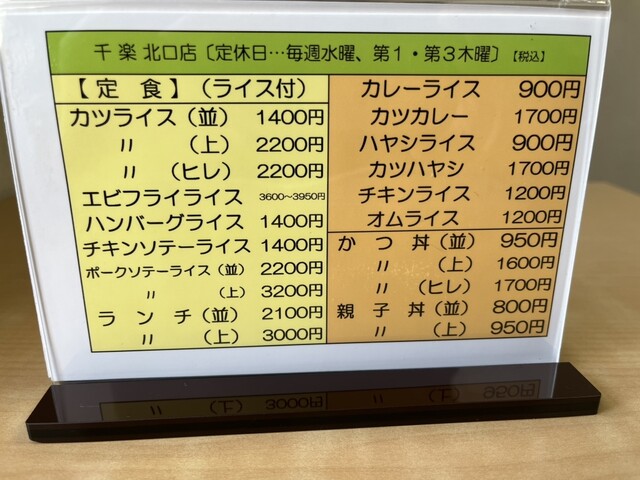 千楽 北口店〔定休日…毎週水曜、第1・第3木曜〕【税込】
【定食】（ライス付）
カツライス（並） 1400円
〃 （上） 2200円
〃 （ヒレ） 2200円
エビフライライス 3600～3950円
ハンバーグライス 1400円
チキンソテーライス 1400円
ポークソテーライス（並） 2200円
〃 （上） 3200円
ランチ（並） 2100円
〃 （上） 3000円
カレーライス 900円
カツカレー 1700円
ハヤシライス 900円
カツハヤシ 1700円
チキンライス 1200円
オムライス 1200円
かつ丼（並） 950円
〃 （上） 1600円
〃 （ヒレ） 1700円
親子丼（並） 800円
〃 （上） 950円